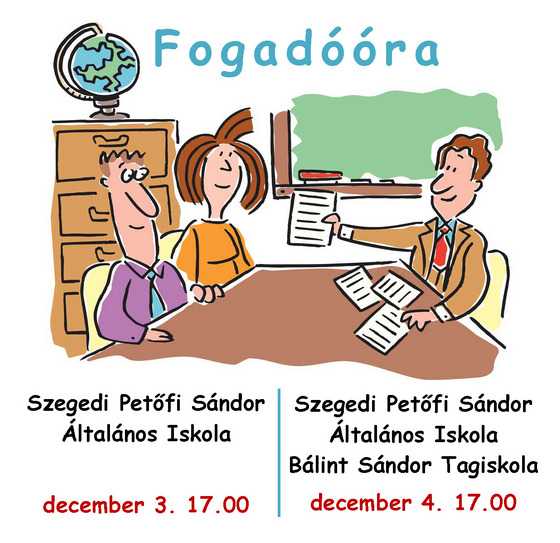 Fogadóóra
Szegedi Petőfi Sándor
Általános Iskola
december 3. 17.00
Szegedi Petőfi Sándor
Általános Iskola
Bálint Sándor Tagiskola
december 4. 17.00